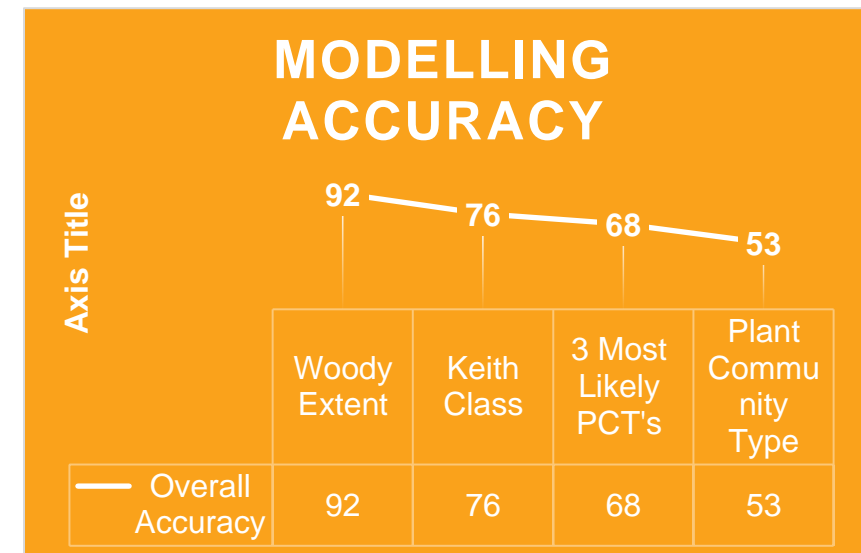 MODELLING
ACCURACY
Axis Title
92
76
68
53
Woody
Extent
Keith
Class
3 Most
Likely
PCT's
Plant
Commu
nity
Type
Overall
Accuracy
92
76
68
53